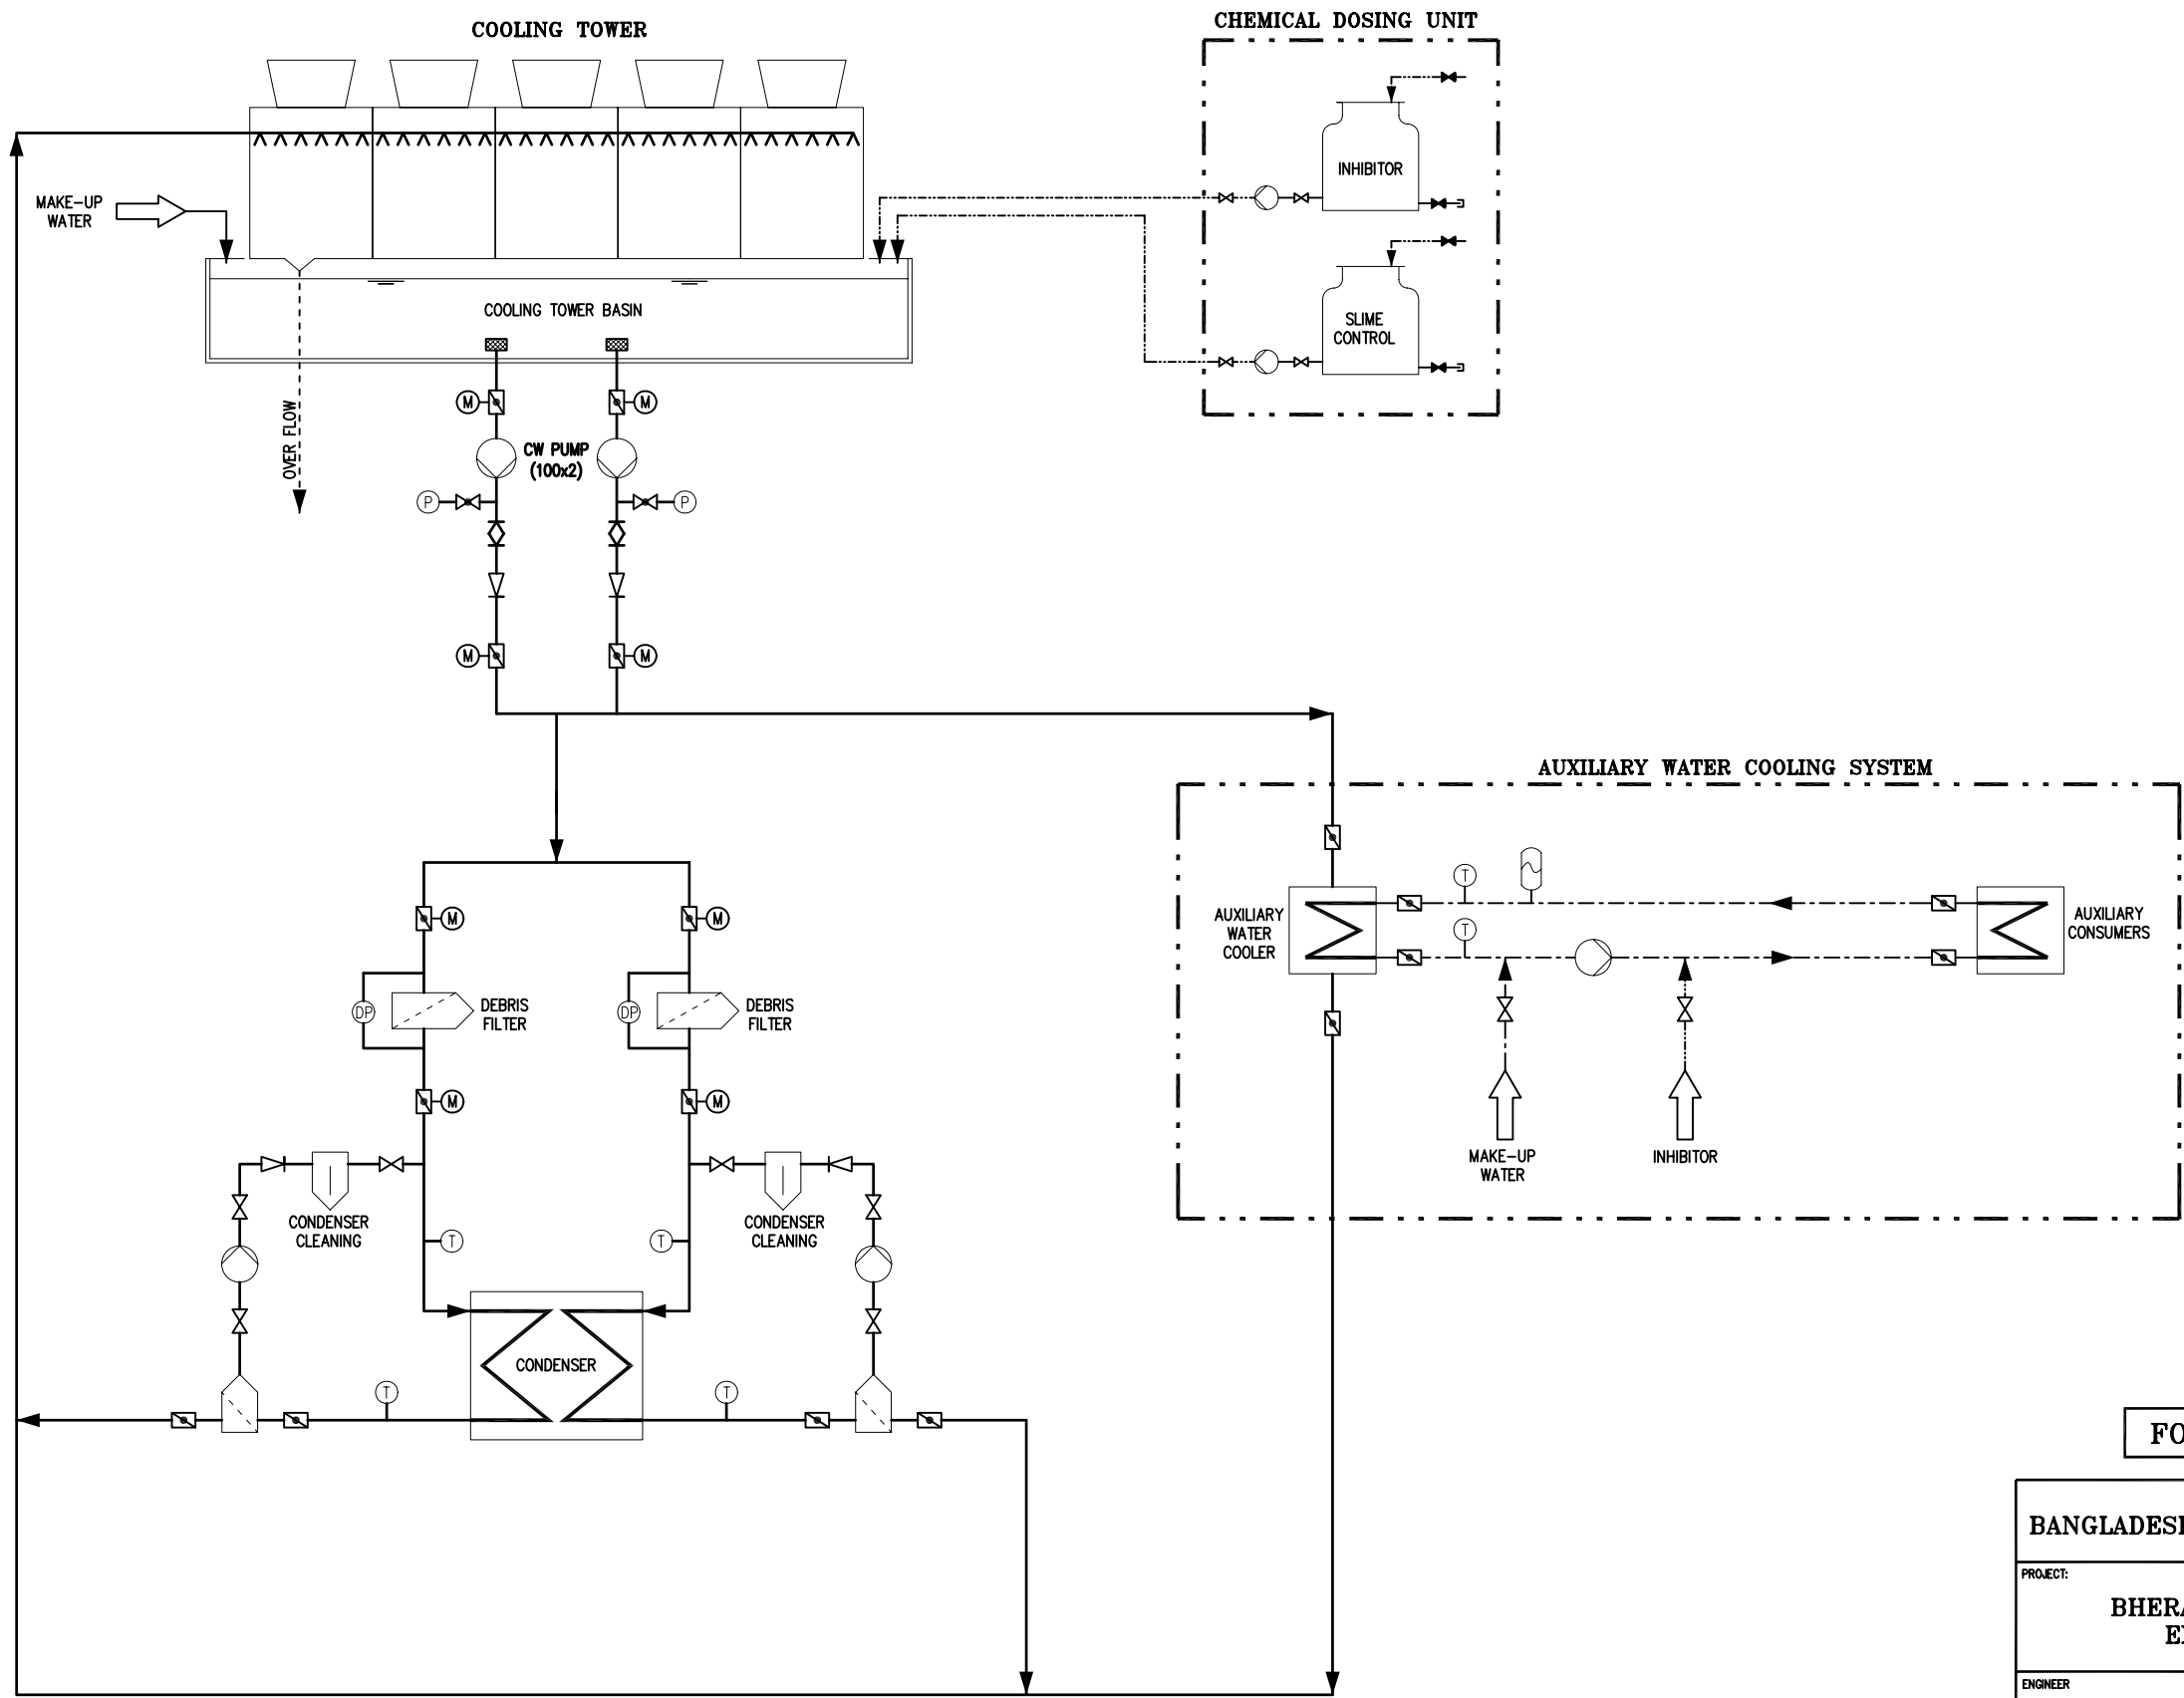 COOLING TOWER
CHEMICAL DOSING UNIT
MAKE-UP
WATER
INHIBITOR
SLIME
CONTROL
COOLING TOWER BASIN
OVER FLOW
M
M
CW PUMP
(100x2)
P
P
M
M
AUXILIARY WATER COOLING SYSTEM
M
M
T
T
AUXILIARY
WATER
COOLER
AUXILIARY
CONSUMERS
DP
DEBRIS
FILTER
DP
DEBRIS
FILTER
M
M
MAKE-UP
WATER
INHIBITOR
CONDENSER
CLEANING
CONDENSER
CLEANING
T
T
CONDENSER
T
T
FO
BANGLADESH
PROJECT:
BHERA
ENGINEER